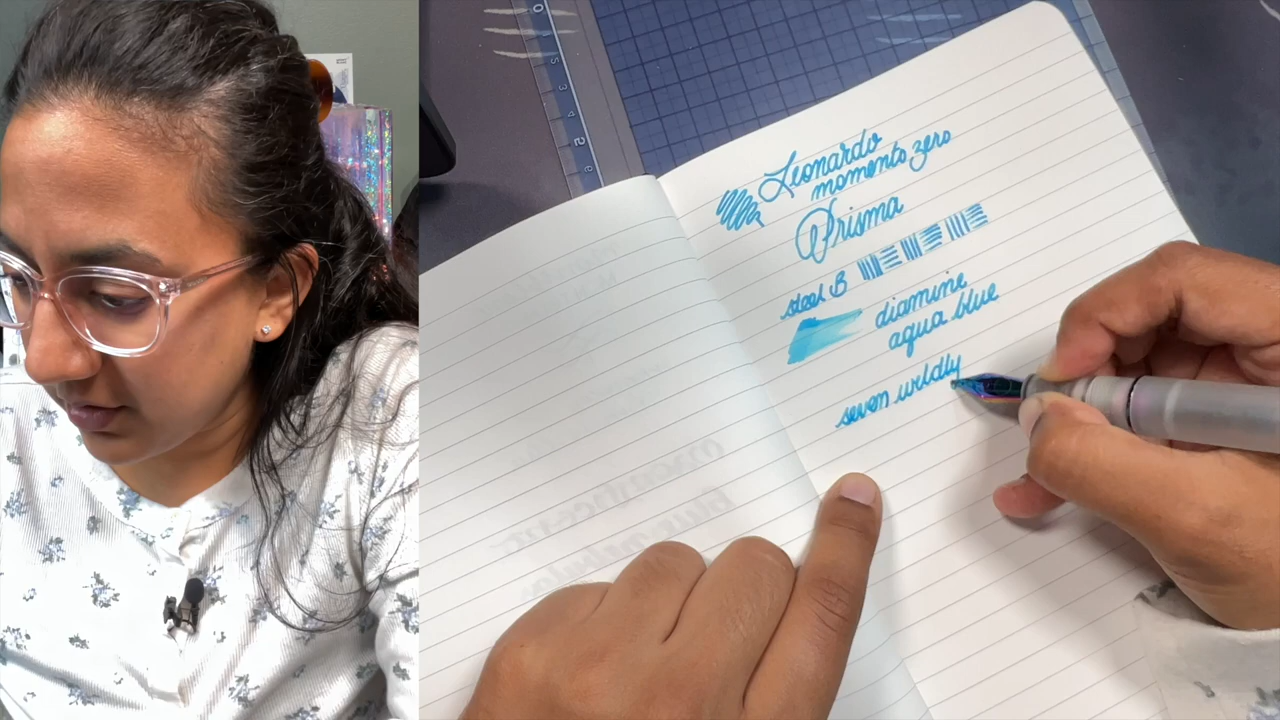 Leonardo
momento zero
Prisma
steel B
diamine
aqua blue
seven wildly